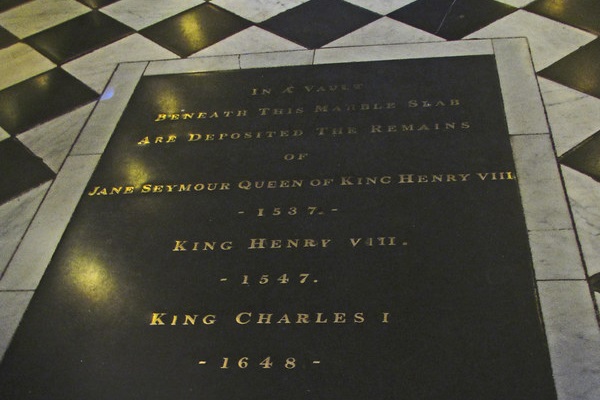 IN A VAULT
BENEATH THIS MARBLE SLAB
ARE DEPOSITED THE REMAINS
OF
JANE SEYMOUR QUEEN OF KING HENRY VIII
- 1537. -
KING HENRY VIII.
- 1547.
KING CHARLES I
- 1648 -